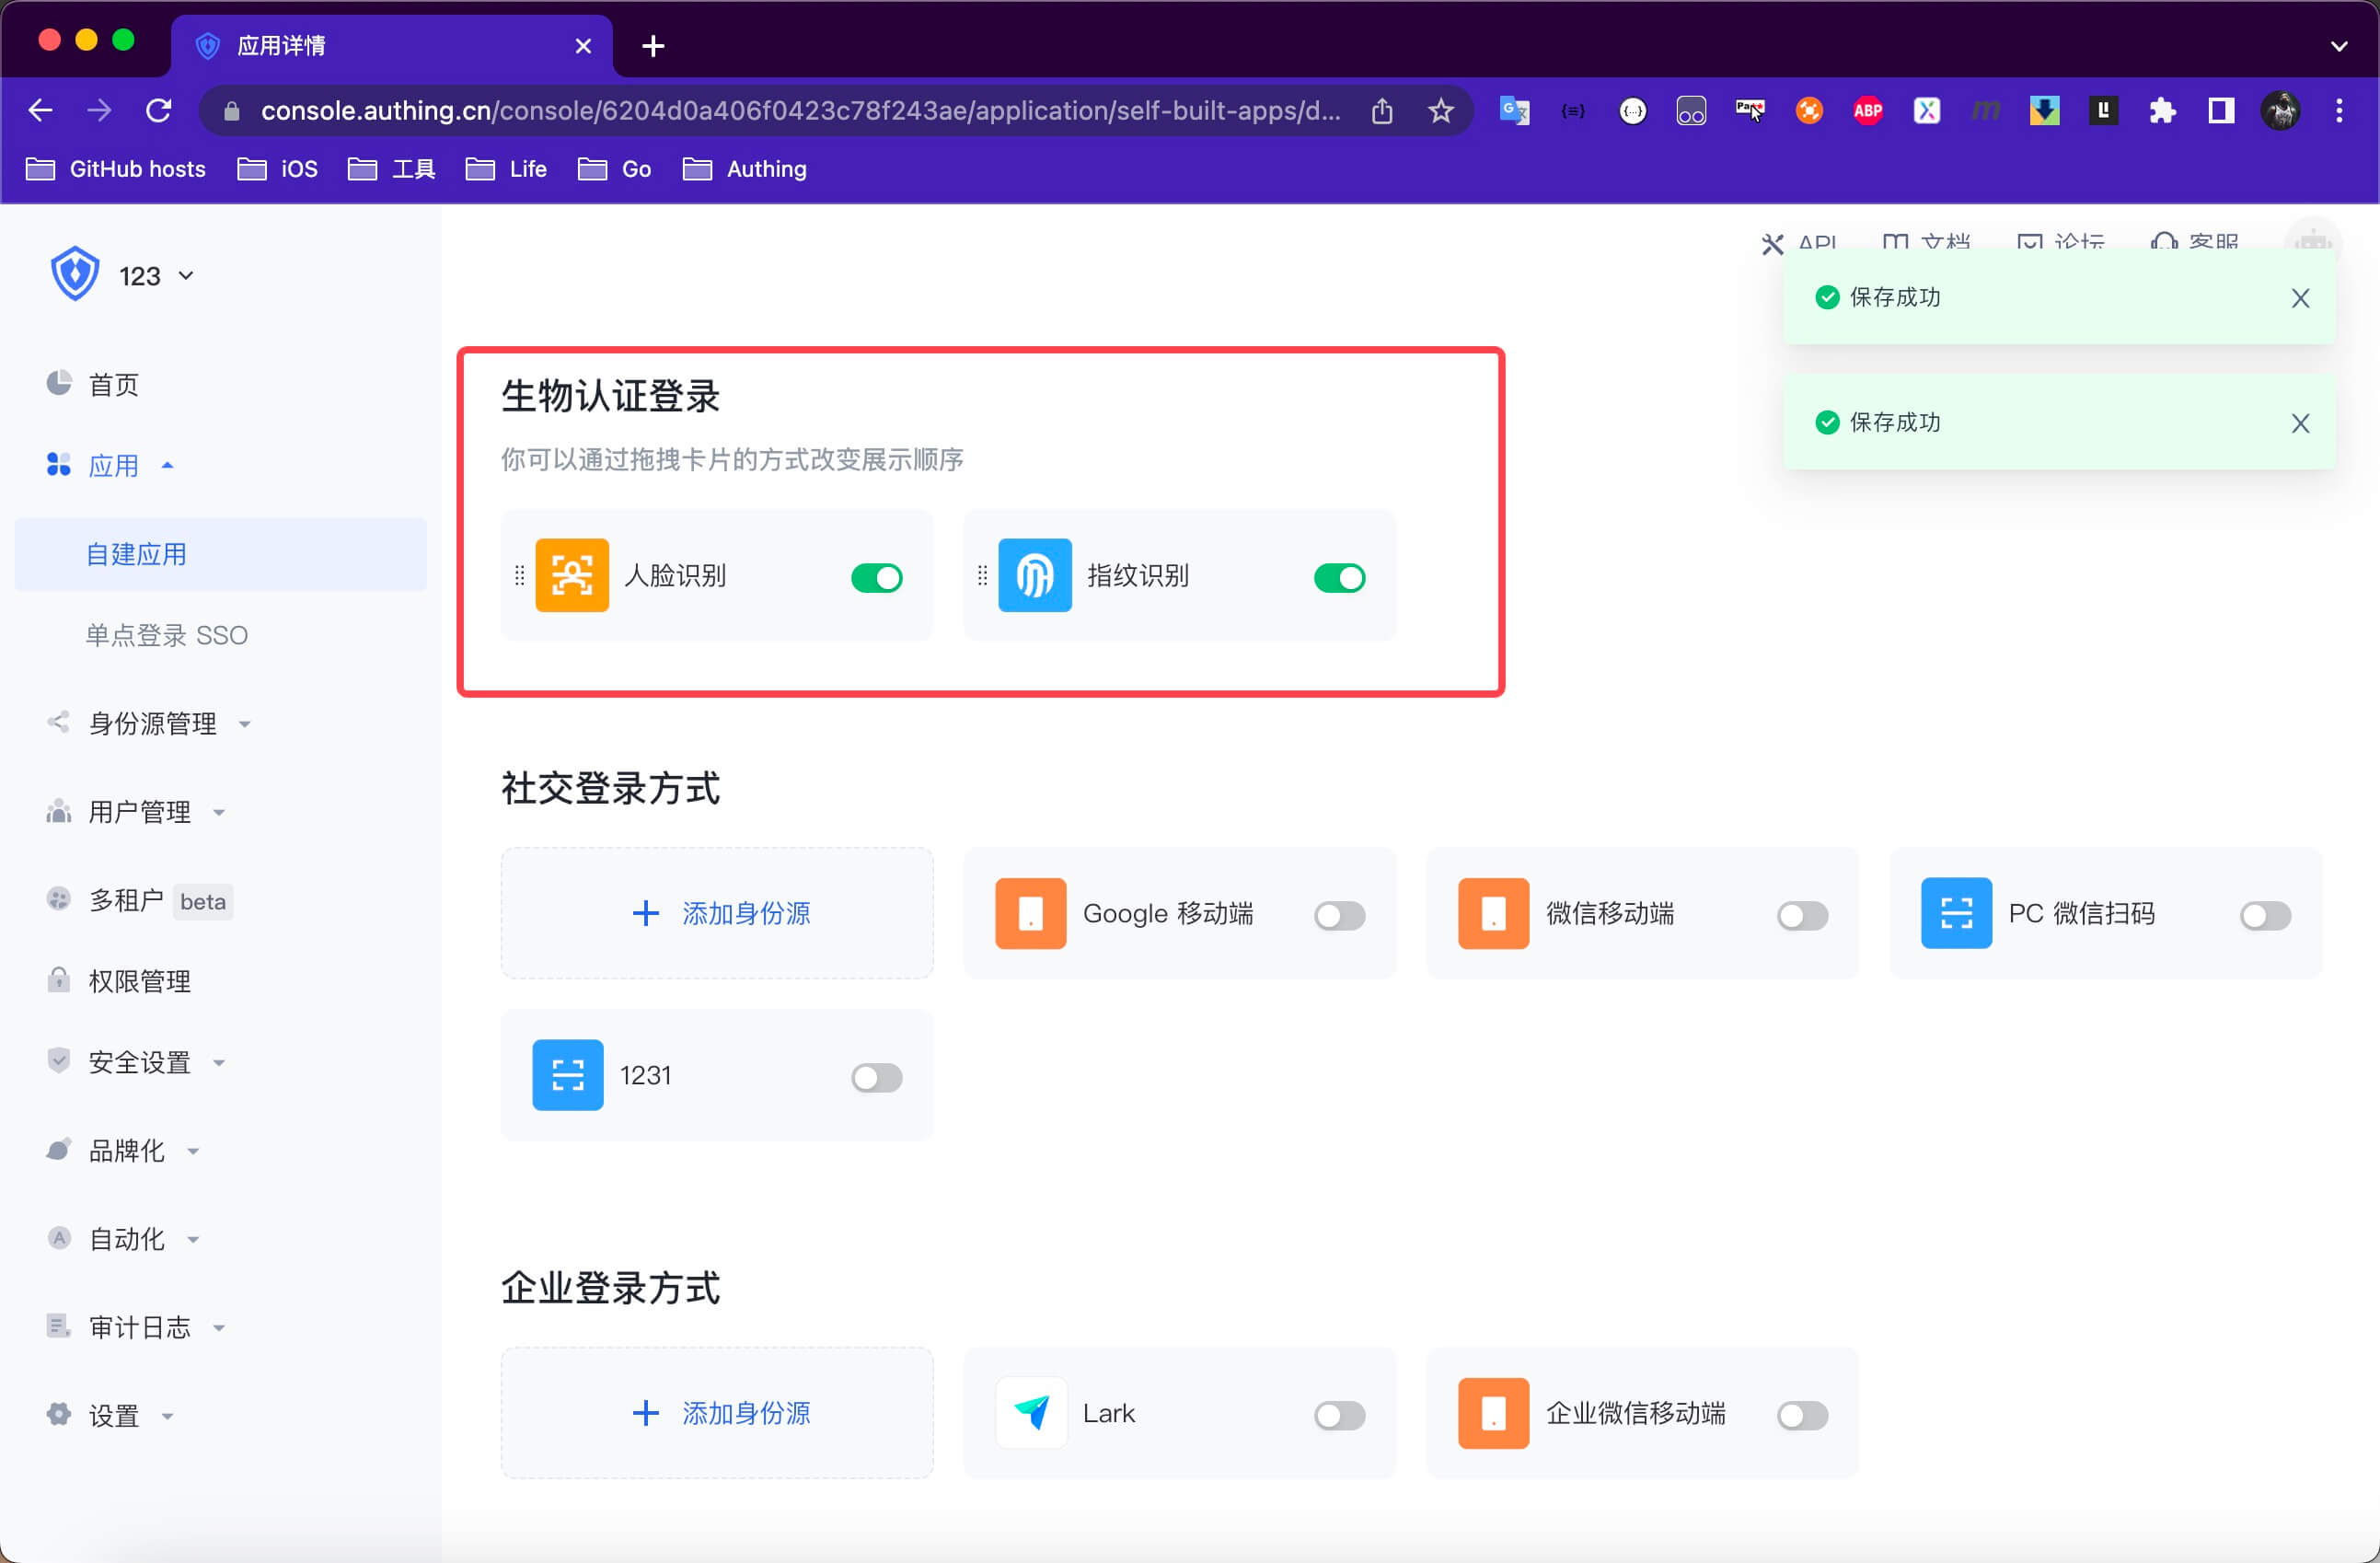 应用详情
console.authing.cn/console/6204d0a406f0423c78f243ae/application/self-built-apps/d...
GitHub hosts
iOS
工具
Life
Go
Authing
ABP
123
首页
应用
自建应用
单点登录 SSO
身份源管理
用户管理
多租户 beta
权限管理
安全设置
品牌化
自动化
审计日志
设置
API
文档
论坛
客服
保存成功
保存成功
生物认证登录
你可以通过拖拽卡片的方式改变展示顺序
人脸识别
指纹识别
社交登录方式
添加身份源
Google 移动端
微信移动端
PC 微信扫码
1231
企业登录方式
添加身份源
Lark
企业微信移动端